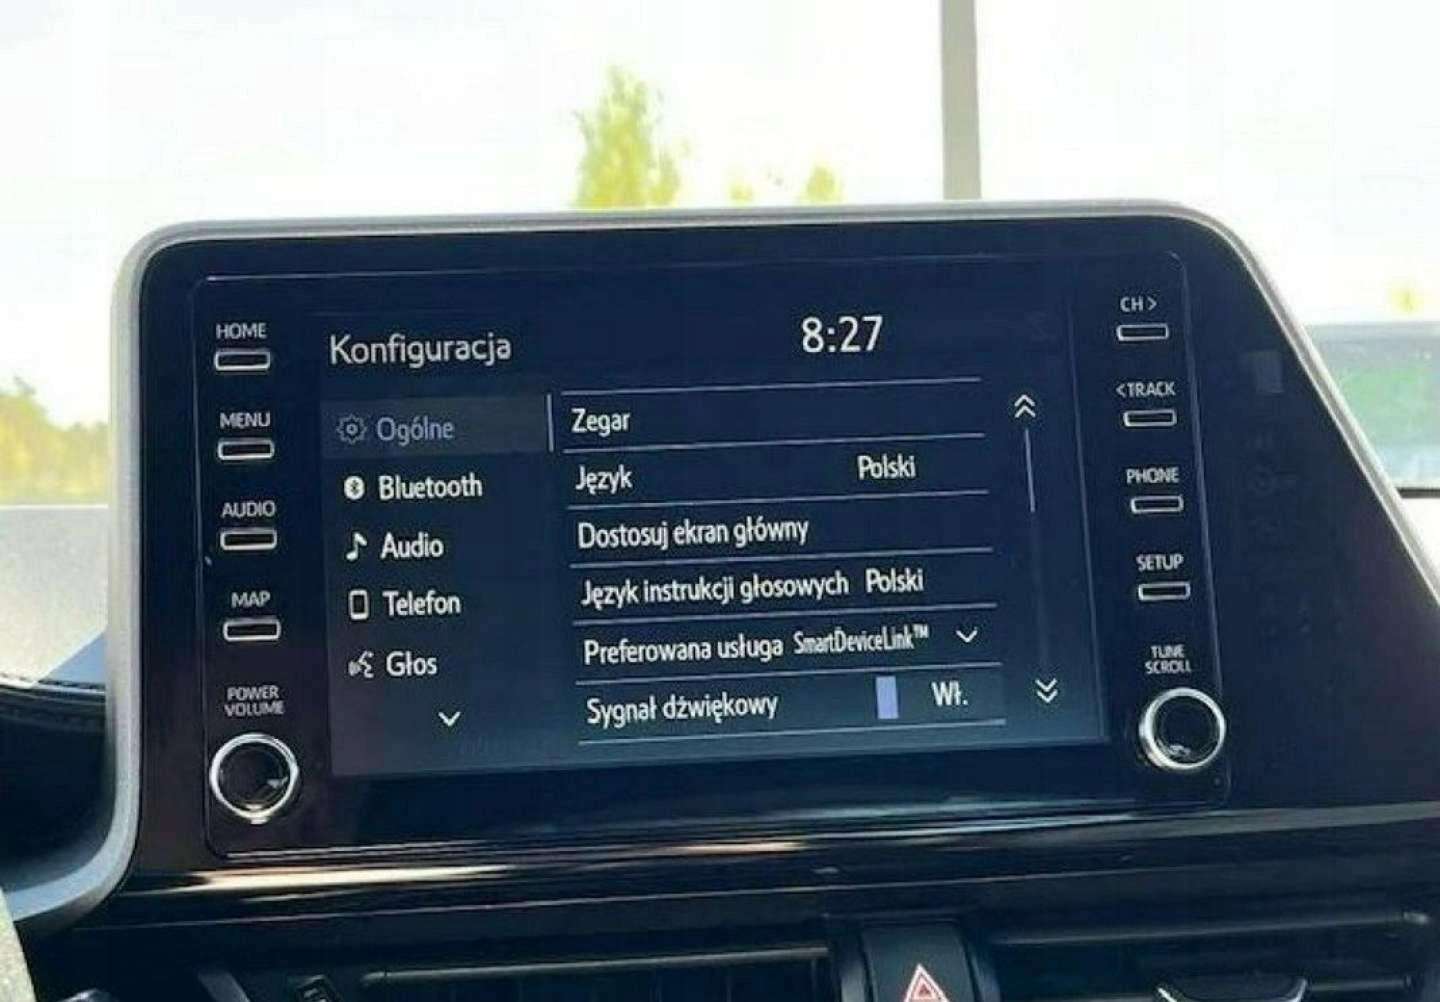 HOME
MENU
AUDIO
MAP
POWER
VOLUME
Konfiguracja
8:27
Ogólne
Bluetooth
Audio
Telefon
Głos
Zegar
Język Polski
Dostosuj ekran główny
Język instrukcji głosowych Polski
Preferowana usługa SmartDeviceLink™
Sygnał dźwiękowy Wł.
CH >
< TRACK
PHONE
SETUP
TUNE
SCROLL